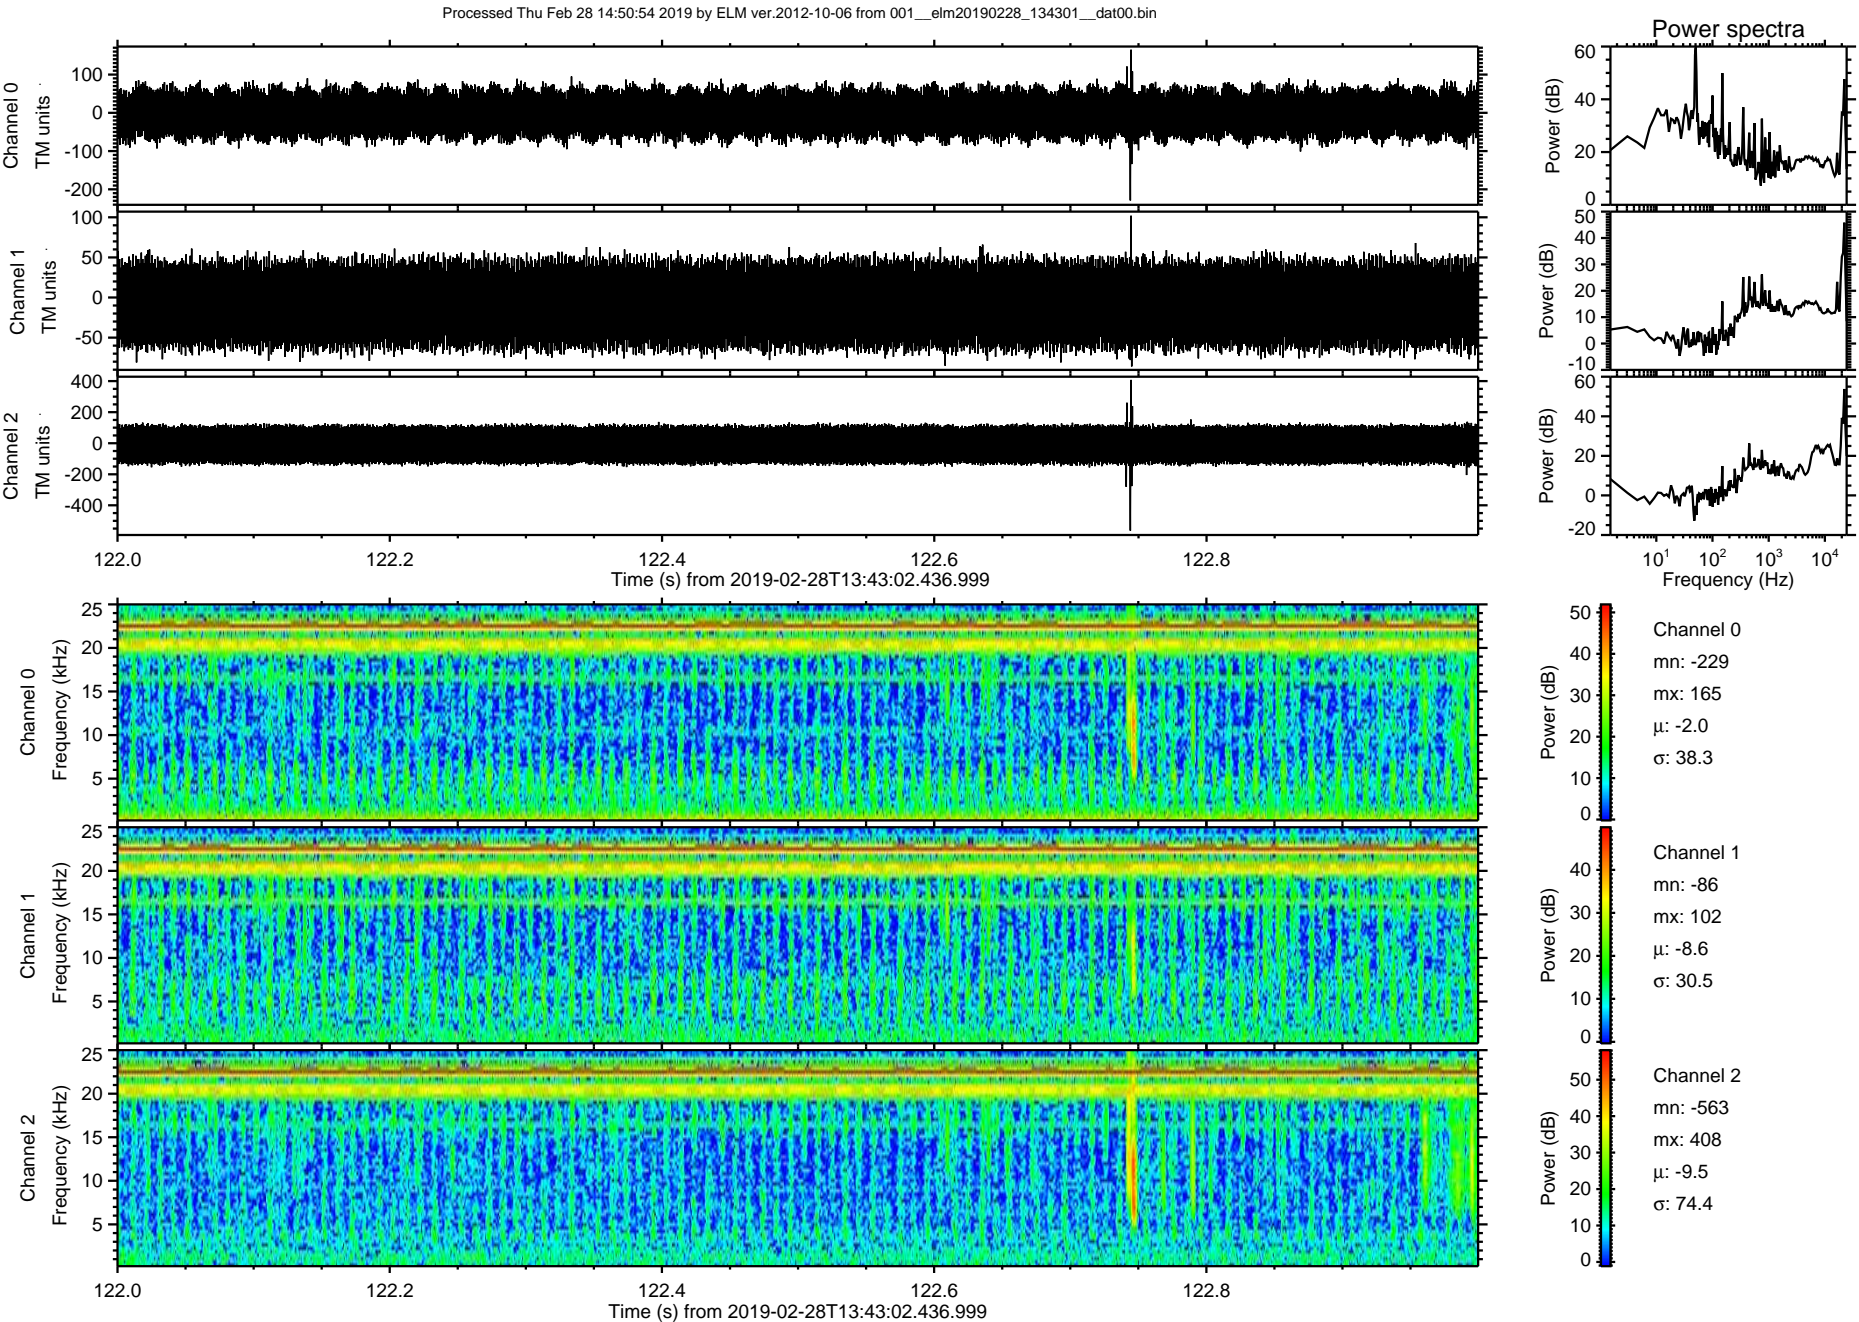 Processed Thu Feb 28 14:50:54 2019 by ELM ver.2012-10-06 from 001__elm20190228_134301__dat00.bin
Power spectra
Channel 0
TM units
100
0
-100
-200
Power (dB)
60
40
20
0
Channel 1
TM units
100
50
0
-50
Power (dB)
50
40
30
20
10
0
-10
Channel 2
TM units
400
200
0
-200
-400
Power (dB)
60
40
20
0
-20
122.0 122.2 122.4 122.6 122.8
Time (s) from 2019-02-28T13:43:02.436.999
10^1 10^2 10^3 10^4
Frequency (Hz)
Channel 0
Frequency (kHz)
25
20
15
10
5
Power (dB)
50
40
30
20
10
0
Channel 0
mn: -229
mx: 165
μ: -2.0
σ: 38.3
Channel 1
Frequency (kHz)
25
20
15
10
5
Power (dB)
40
30
20
10
0
Channel 1
mn: -86
mx: 102
μ: -8.6
σ: 30.5
Channel 2
Frequency (kHz)
25
20
15
10
5
Power (dB)
50
40
30
20
10
0
Channel 2
mn: -563
mx: 408
μ: -9.5
σ: 74.4
122.0 122.2 122.4 122.6 122.8
Time (s) from 2019-02-28T13:43:02.436.999